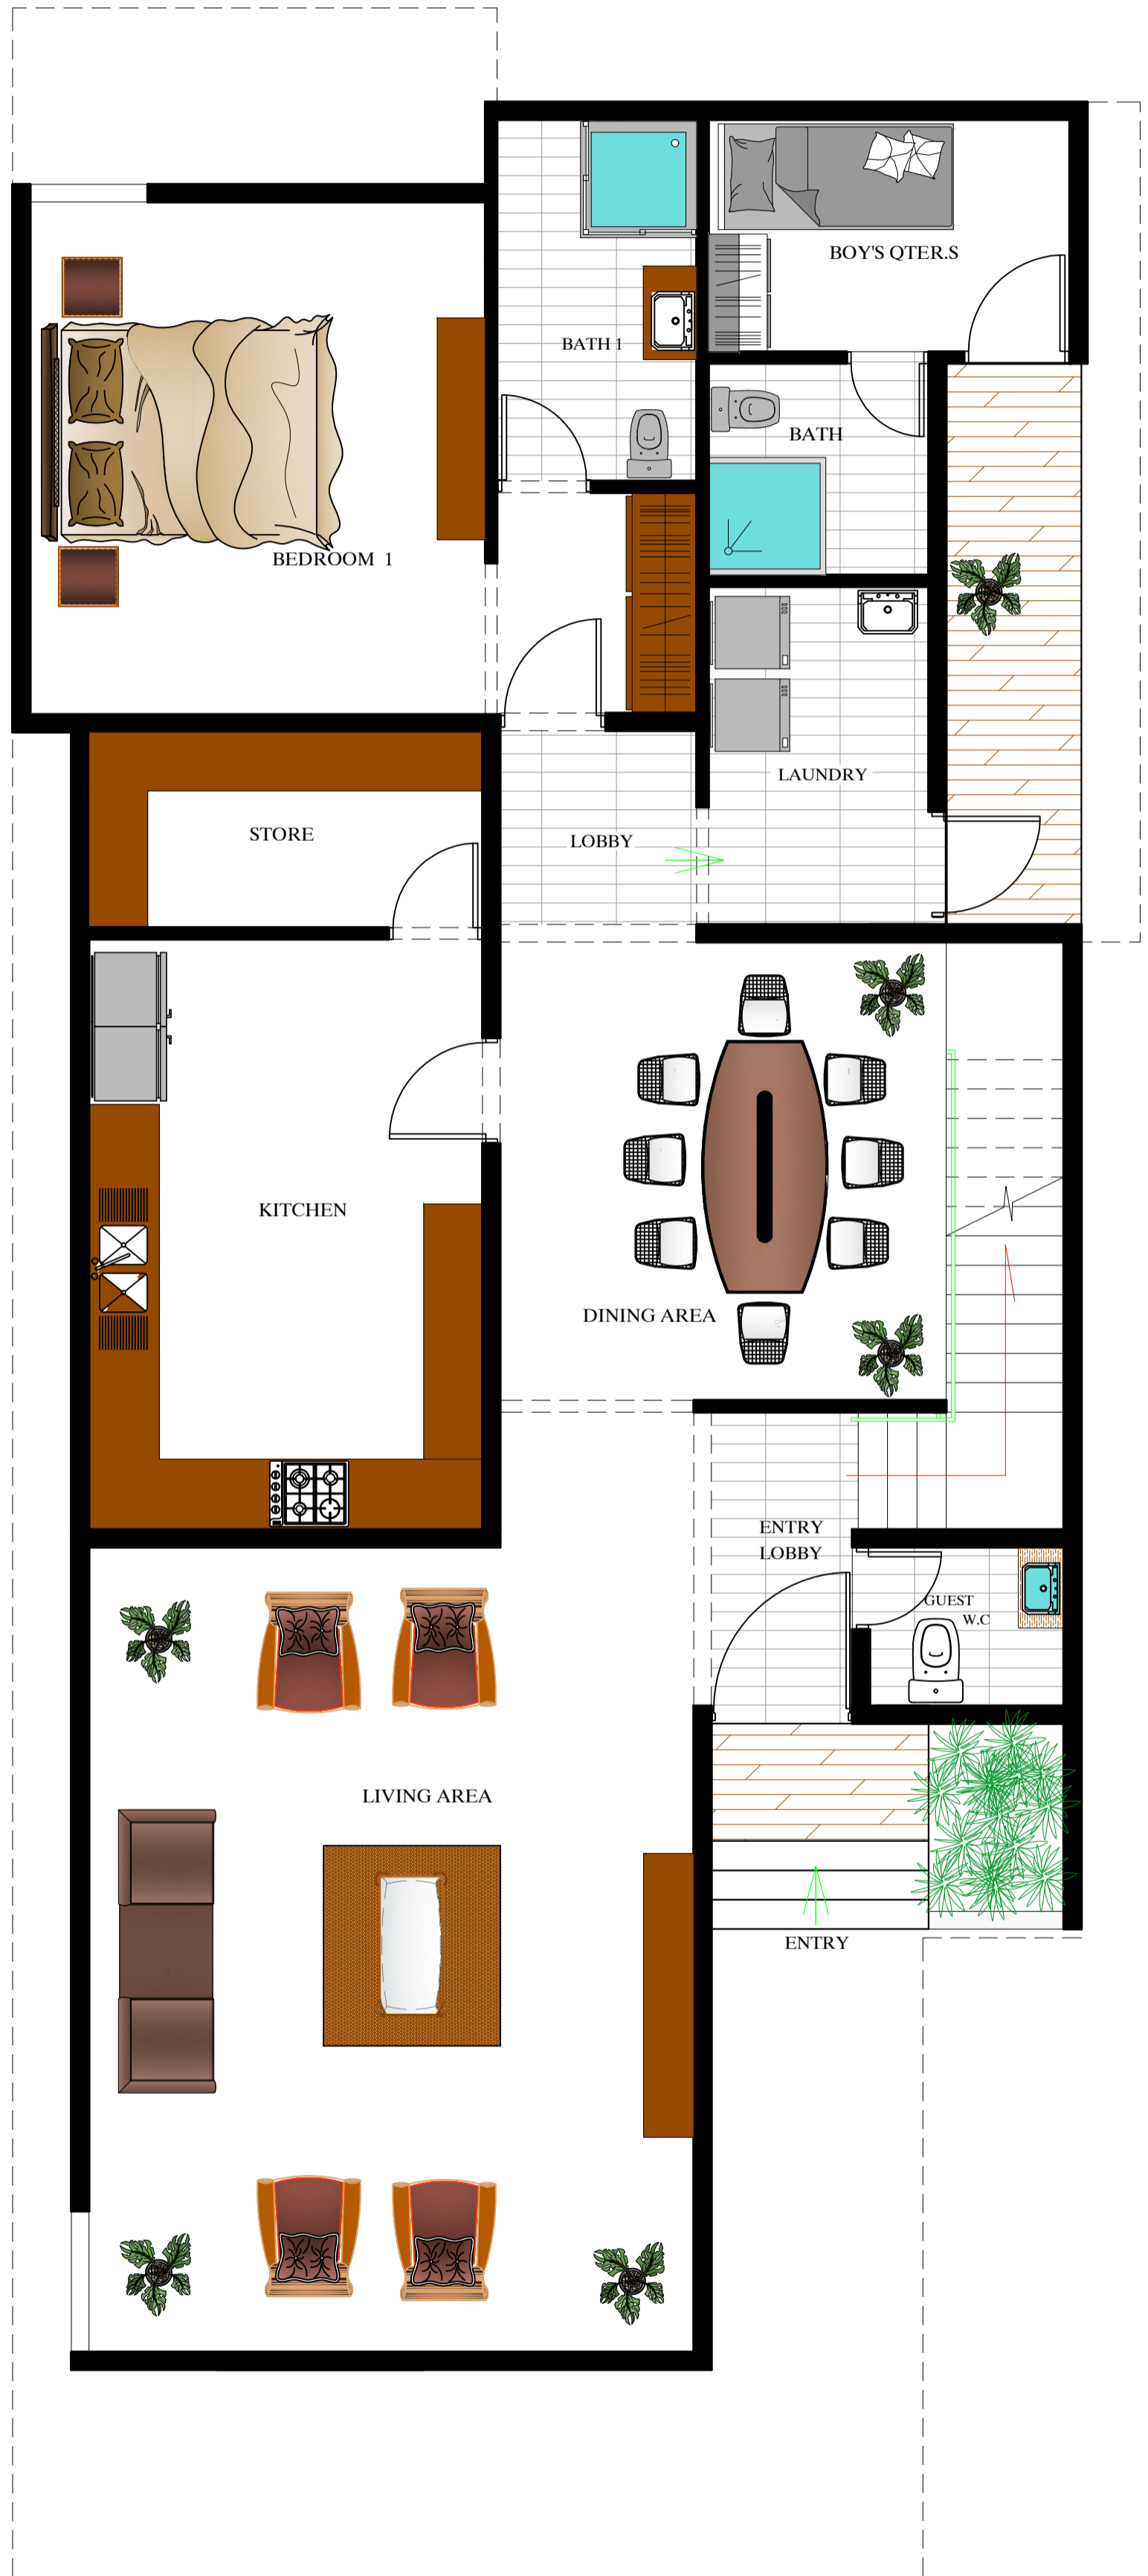 BOY'S QTER.S
BATH 1
BATH
BEDROOM 1
LAUNDRY
STORE
LOBBY
KITCHEN
DINING AREA
ENTRY
LOBBY
GUEST
W.C
LIVING AREA
ENTRY